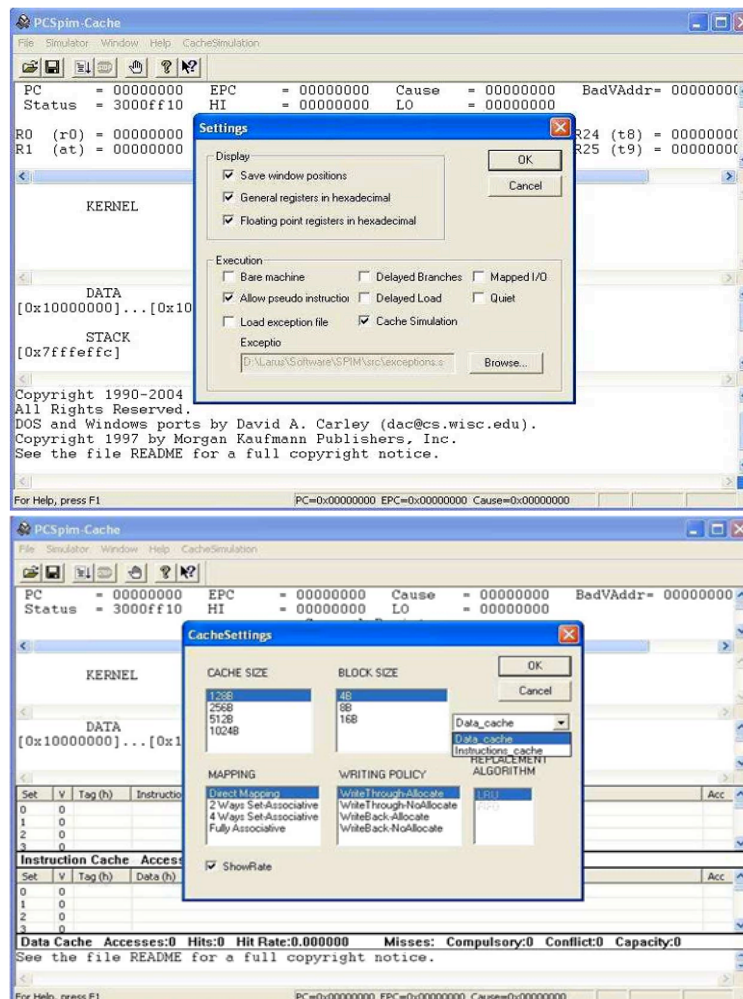 PCSpim-Cache
File Simulator Window Help CacheSimulation
PC = 00000000 EPC = 00000000 Cause = 00000000 BadVAddr= 00000000
Status = 3000ff10 HI = 00000000 LO = 00000000
R0 (r0) = 00000000 R24 (t8) = 0000000
R1 (at) = 00000000 R25 (t9) = 0000000
Settings
Display
Save window positions
General registers in hexadecimal
Floating point registers in hexadecimal
OK
Cancel
KERNEL
Execution
Bare machine Delayed Branches Mapped I/O
Allow pseudo instruction Delayed Load Quiet
Load exception file Cache Simulation
Exceptio
D:\Larus\Software\SPIM\src\exceptions.s Browse...
DATA
[0x10000000]...[0x10
STACK
[0x7fffeffc]
Copyright 1990-2004
All Rights Reserved.
DOS and Windows ports by David A. Carley (dac@cs.wisc.edu).
Copyright 1997 by Morgan Kaufmann Publishers, Inc.
See the file README for a full copyright notice.
For Help, press F1 PC=0x00000000 EPC=0x00000000 Cause=0x00000000
PCSpim-Cache
File Simulator Window Help CacheSimulation
PC = 00000000 EPC = 00000000 Cause = 00000000 BadVAddr= 00000000
Status = 3000ff10 HI = 00000000 LO = 00000000
CacheSettings
CACHE SIZE
128B
256B
512B
1024B
BLOCK SIZE
4B
8B
16B
OK
Cancel
Data_cache
Data_cache
Instructions_cache
KERNEL
DATA
[0x10000000]...[0x1
MAPPING
Direct Mapping
2 Ways Set-Associative
4 Ways Set-Associative
Fully Associative
WRITING POLICY
WriteThrough-Allocate
WriteThrough-NoAllocate
WriteBack-Allocate
WriteBack-NoAllocate
REPLACEMENT
ALGORITHM
LRU
FIFO
ShowRate
Set V Tag (h) Instructio Acc
0 0
1 0
2 0
3 0
Instruction Cache Access
Set V Tag (h) Data (h) Acc
0 0
1 0
2 0
3 0
Data Cache Accesses:0 Hits:0 Hit Rate:0.000000 Misses: Compulsory:0 Conflict:0 Capacity:0
See the file README for a full copyright notice.
For Help, press F1 PC=0x00000000 EPC=0x00000000 Cause=0x00000000